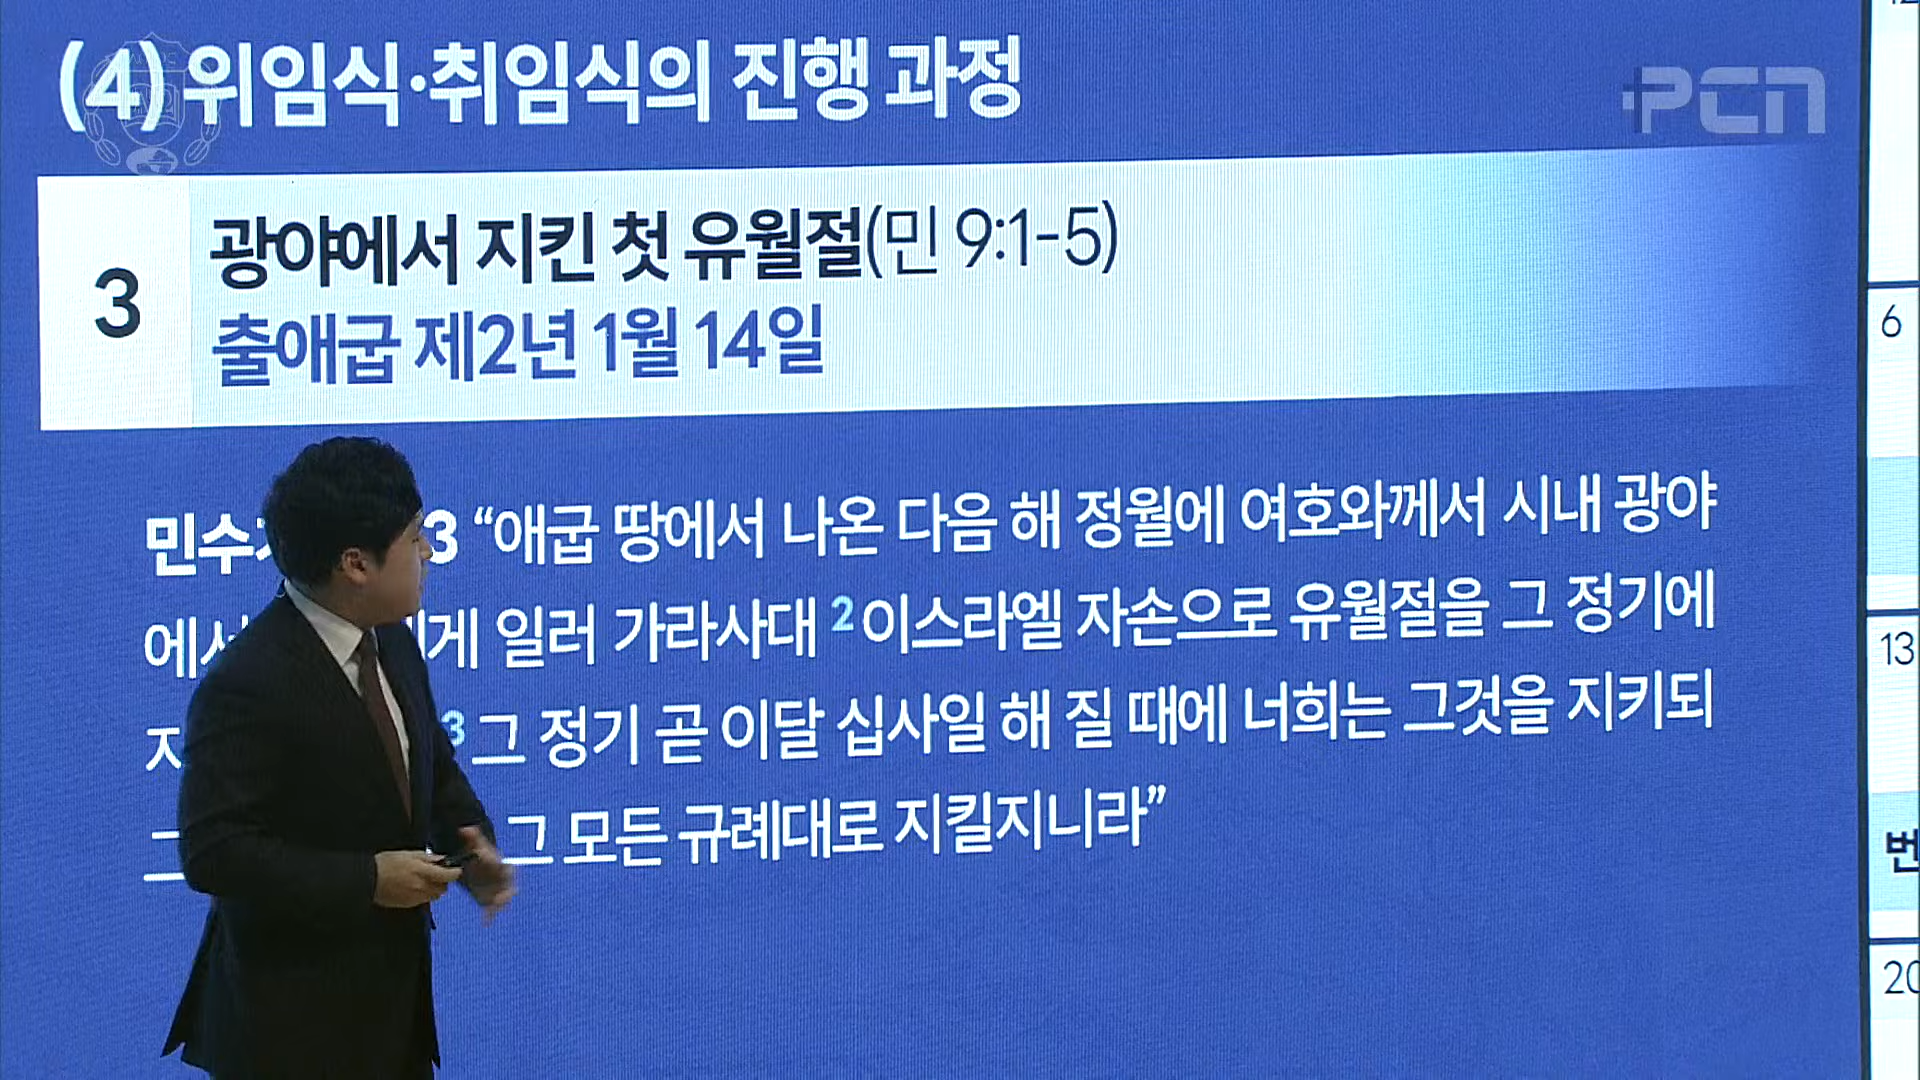 (4) 위임식·취임식의 진행 과정
PCN
3
광야에서 지킨 첫 유월절(민 9:1-5)
출애굽 제2년 1월 14일
3 “애굽 땅에서 나온 다음 해 정월에 여호와께서 시내 광야
일러 가라사대 2 이스라엘 자손으로 유월절을 그 정기에
3 그 정기 곧 이달 십사일 해 질 때에 너희는 그것을 지키되
그 모든 규례대로 지킬지니라”
6
13
20